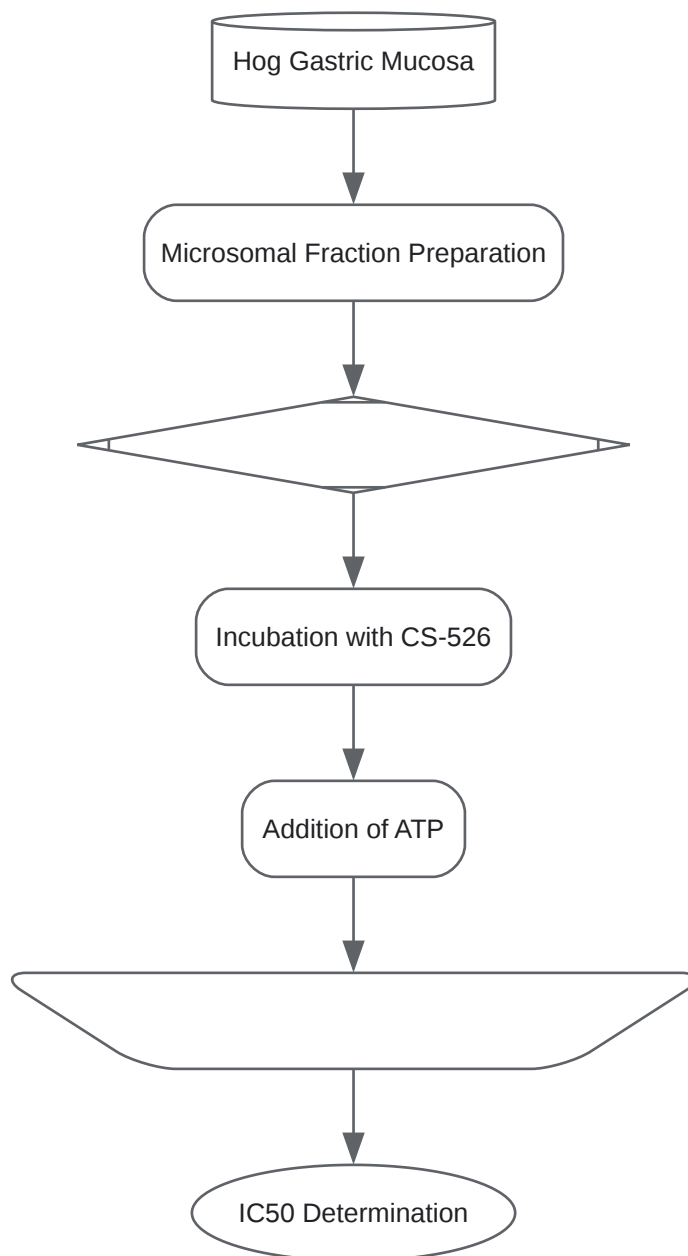 Hog Gastric Mucosa
Microsomal Fraction Preparation
Incubation with CS-526
Addition of ATP
IC50 Determination